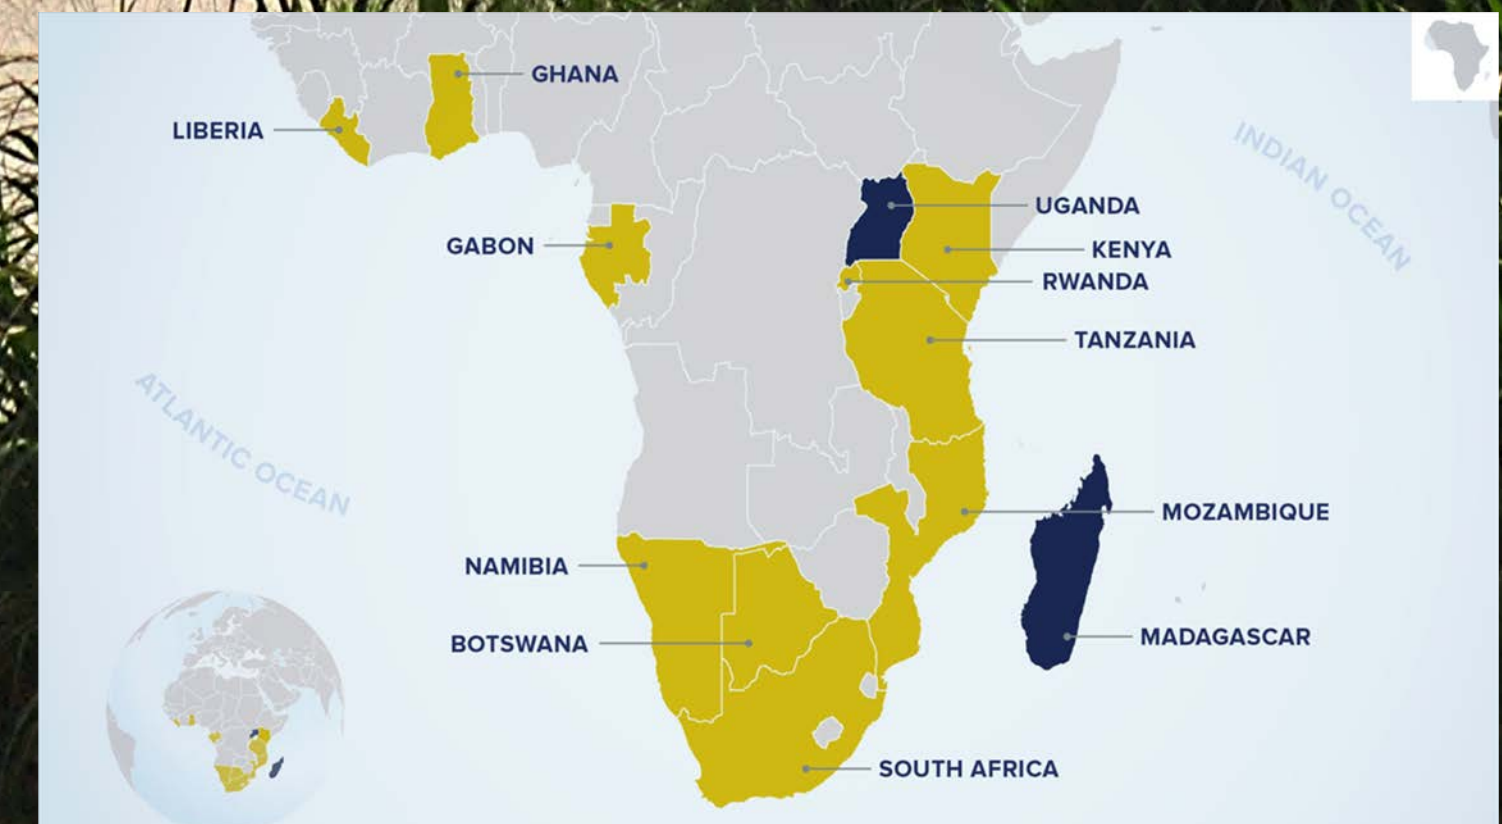 GHANA
LIBERIA
INDIAN OCEAN
UGANDA
GABON
KENYA
RWANDA
TANZANIA
ATLANTIC OCEAN
MOZAMBIQUE
NAMIBIA
MADAGASCAR
BOTSWANA
SOUTH AFRICA